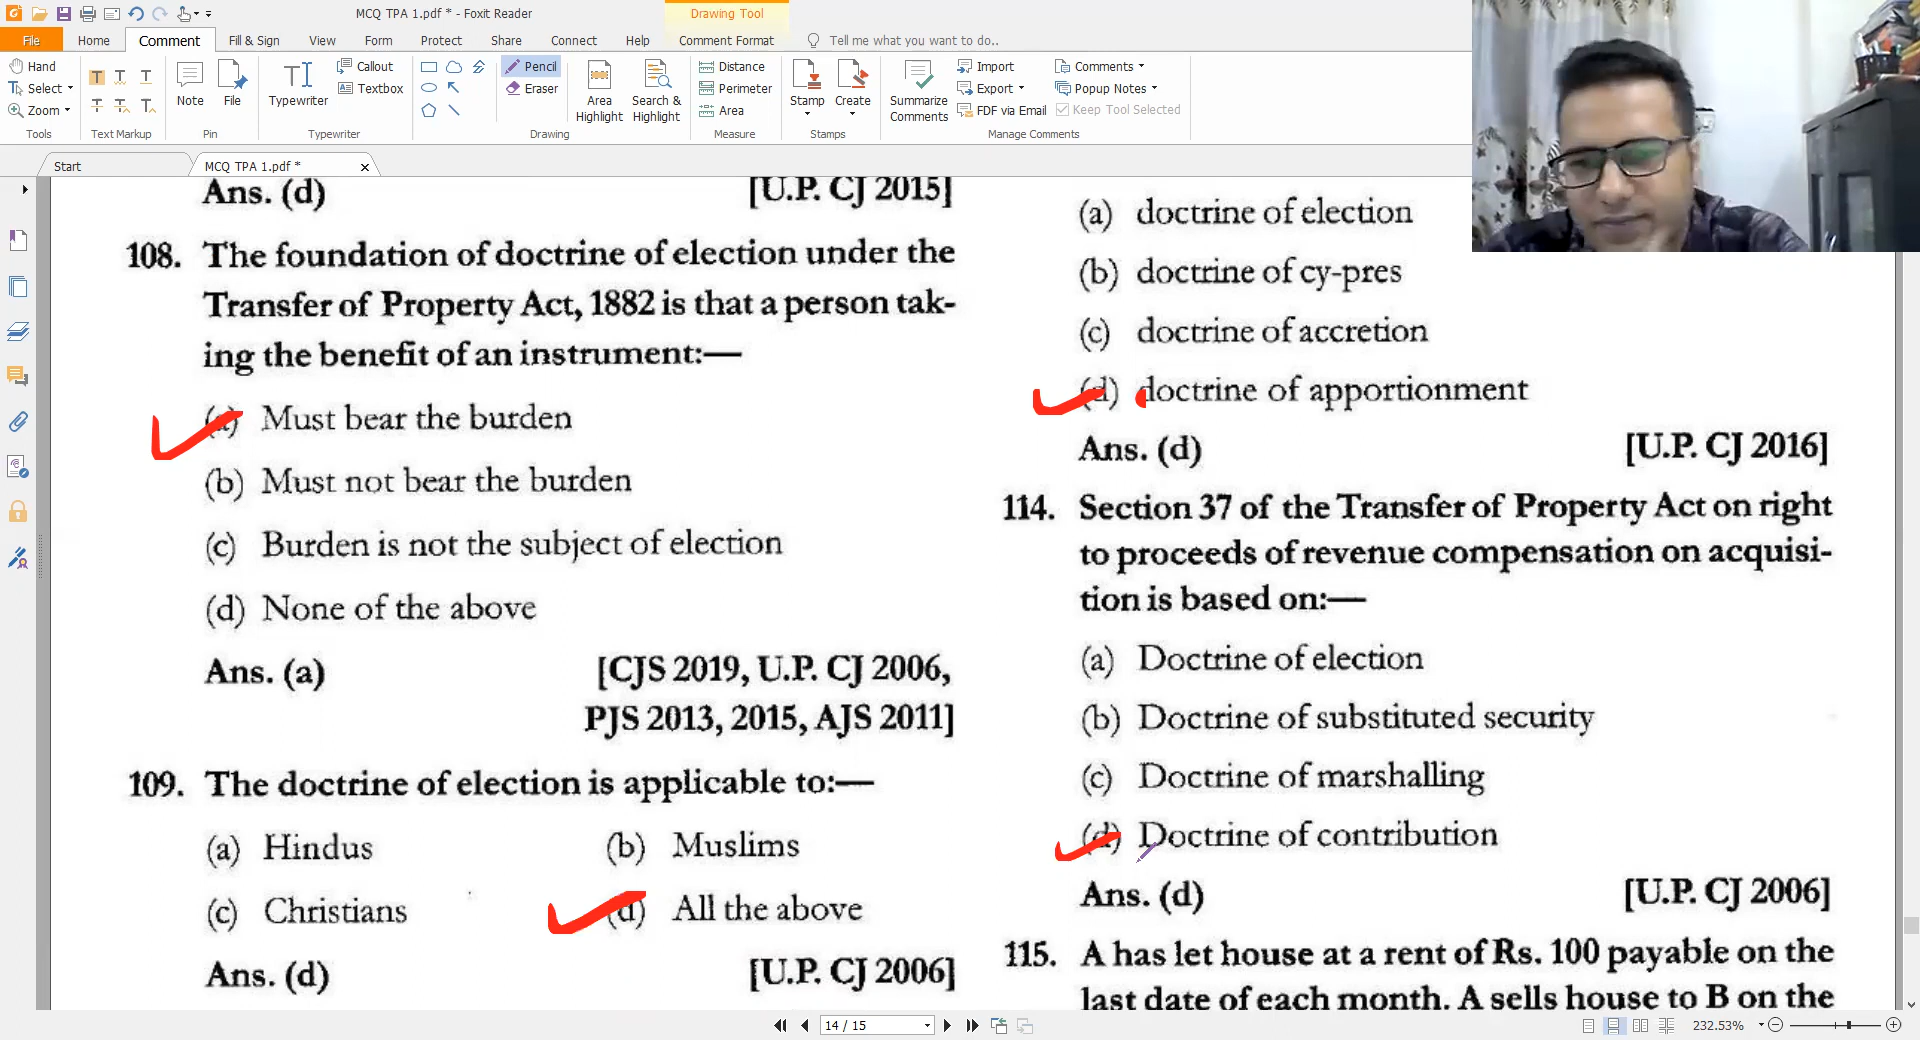 MCQ TPA 1.pdf * - Foxit Reader
Drawing Tool
File
Home
Comment
Fill & Sign
View
Form
Protect
Share
Connect
Help
Comment Format
Tell me what you want to do..
Hand
Select
Zoom
Tools
Text Markup
Note
File
Pin
Typewriter
Callout
Textbox
Typewriter
Pencil
Eraser
Area
Highlight
Search &
Highlight
Drawing
Distance
Perimeter
Area
Measure
Stamp
Create
Stamps
Summarize
Comments
Import
Export
FDF via Email
Comments
Popup Notes
Keep Tool Selected
Manage Comments
Start
MCQ TPA 1.pdf *
Ans. (d) [U.P. CJ 2015]
108. The foundation of doctrine of election under the
Transfer of Property Act, 1882 is that a person tak-
ing the benefit of an instrument:—
(a) Must bear the burden
(b) Must not bear the burden
(c) Burden is not the subject of election
(d) None of the above
Ans. (a) [CJS 2019, U.P. CJ 2006,
PJS 2013, 2015, AJS 2011]
109. The doctrine of election is applicable to:—
(a) Hindus (b) Muslims
(c) Christians (d) All the above
Ans. (d) [U.P. CJ 2006]
(a) doctrine of election
(b) doctrine of cy-pres
(c) doctrine of accretion
(d) doctrine of apportionment
Ans. (d) [U.P. CJ 2016]
114. Section 37 of the Transfer of Property Act on right
to proceeds of revenue compensation on acquisi-
tion is based on:—
(a) Doctrine of election
(b) Doctrine of substituted security
(c) Doctrine of marshalling
(d) Doctrine of contribution
Ans. (d) [U.P. CJ 2006]
115. A has let house at a rent of Rs. 100 payable on the
last date of each month. A sells house to B on the
14 / 15
232.53%